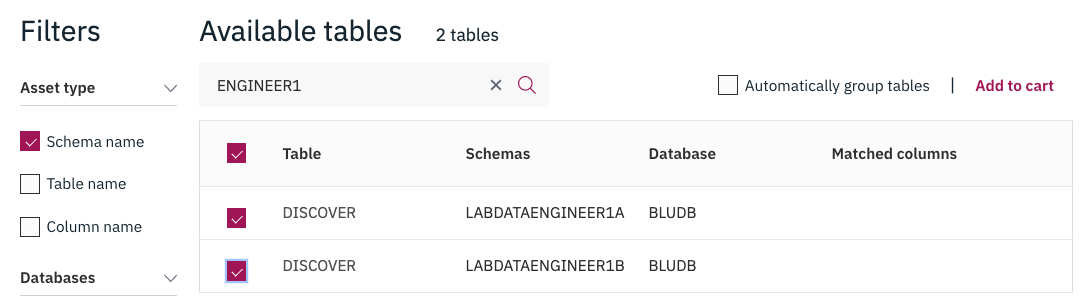 Filters
Available tables 2 tables
Asset type
ENGINEER1
Automatically group tables | Add to cart
Schema name
Table name
Column name
Databases
Table Schemas Database Matched columns
DISCOVER LABDATAENGINEER1A BLUDB
DISCOVER LABDATAENGINEER1B BLUDB